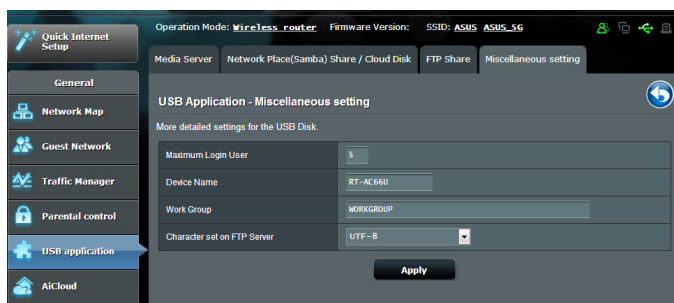 Quick Internet
Setup
Operation Mode: Wireless router Firmware Version: SSID: ASUS ASUS_5G
Media Server Network Place(Samba) Share / Cloud Disk FTP Share Miscellaneous setting
General
Network Map
Guest Network
Traffic Manager
Parental control
USB application
AiCloud
USB Application - Miscellaneous
setting
More detailed settings for the USB Disk.
Maximum Login User 5
Device Name RT-AC66U
Work Group WORKGROUP
Character set on FTP Server UTF-8
Apply